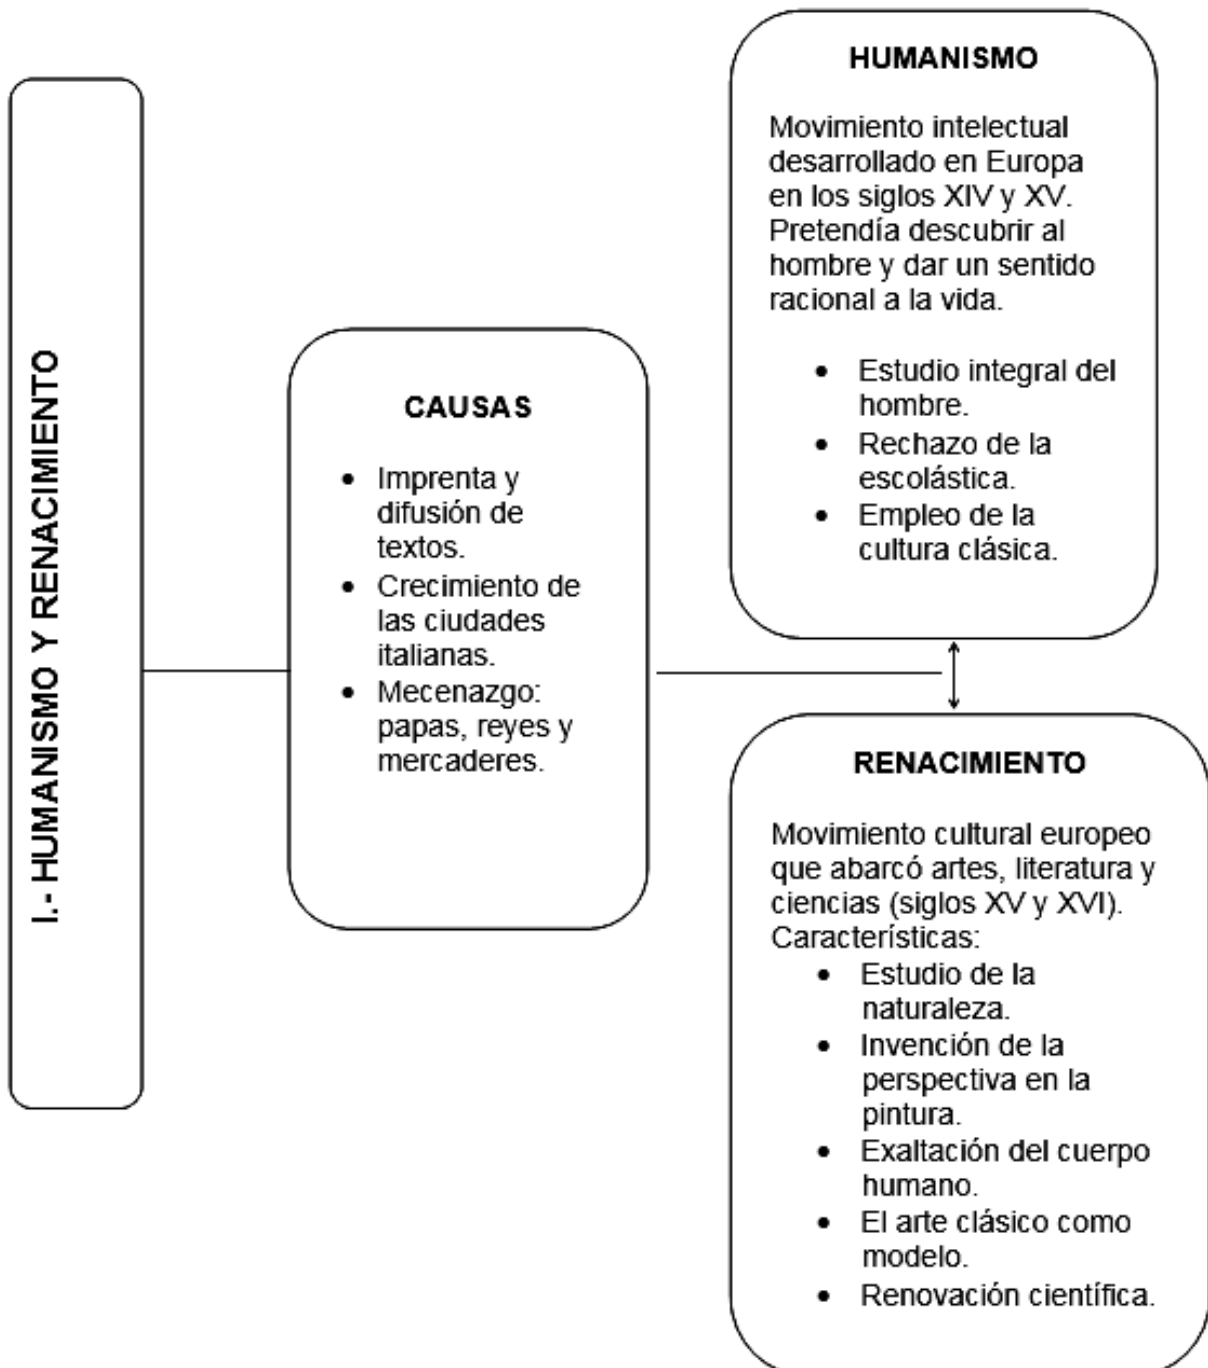 I.- HUMANISMO Y RENACIMIENTO
CAUSAS
• Imprenta y
difusión de
textos.
• Crecimiento de
las ciudades
italianas.
• Mecenazgo:
papas, reyes y
mercaderes.
HUMANISMO
Movimiento intelectual
desarrollado en Europa
en los siglos XIV y XV.
Pretendía descubrir al
hombre y dar un sentido
racional a la vida.
• Estudio integral del
hombre.
• Rechazo de la
escolástica.
• Empleo de la
cultura clásica.
RENACIMIENTO
Movimiento cultural europeo
que abarcó artes, literatura y
ciencias (siglos XV y XVI).
Características:
• Estudio de la
naturaleza.
• Invención de la
perspectiva en la
pintura.
• Exaltación del cuerpo
humano.
• El arte clásico como
modelo.
• Renovación científica.